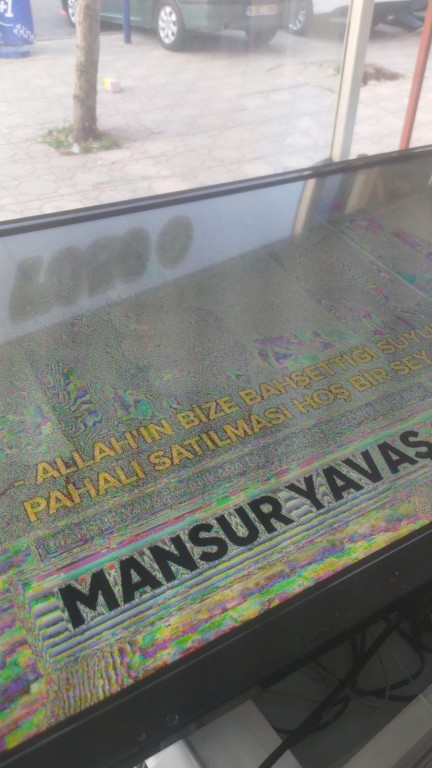 - ALLAH'IN BİZE BAHŞETTİĞİ SUYU
PAHALI SATILMASI HOŞ BİR ŞEY
MANSUR YAVAŞ